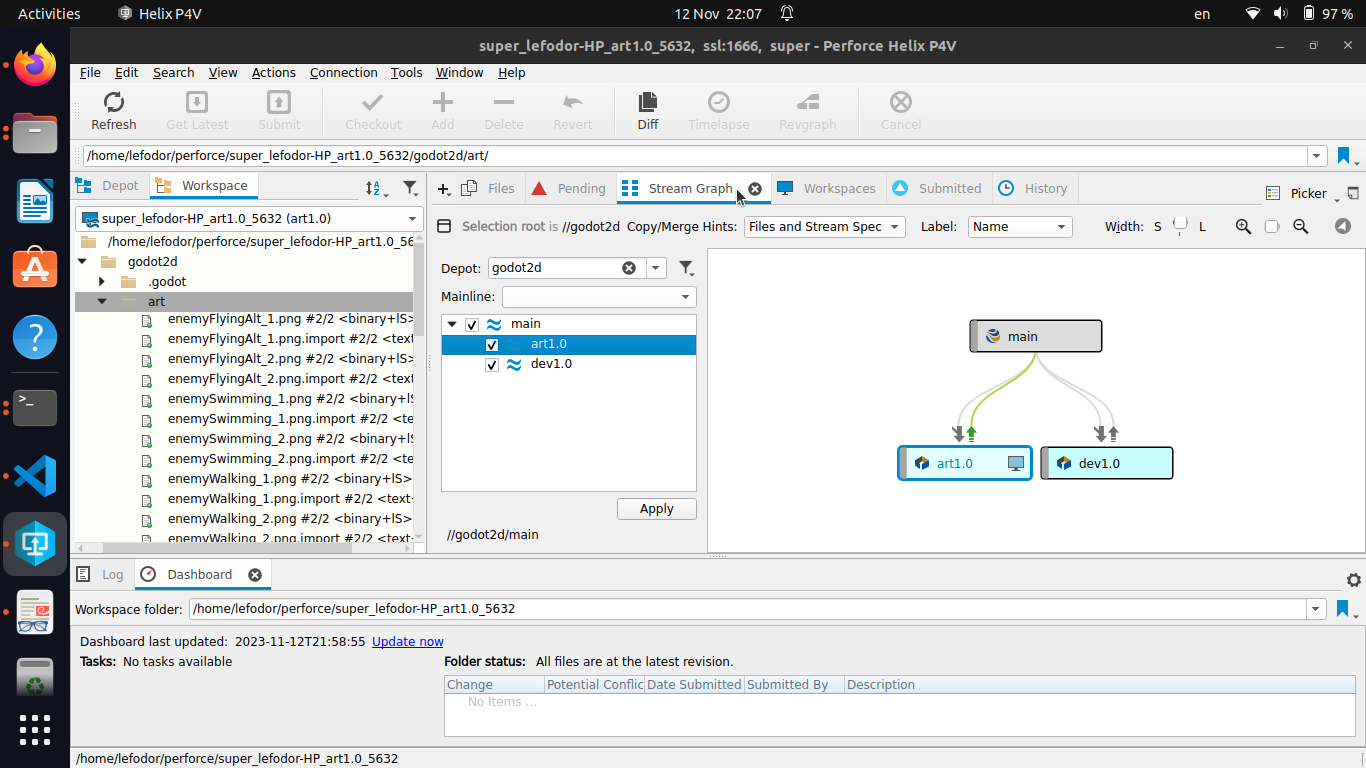 Activities Helix P4V 12 Nov 22:07 en 97 %
super_lefodor-HP_art1.0_5632, ssl:1666, super - Perforce Helix P4V
File Edit Search View Actions Connection Tools Window Help
Refresh Get Latest Submit Checkout Add Delete Revert Diff Timelapse Revgraph Cancel
/home/lefodor/perforce/super_lefodor-HP_art1.0_5632/godot2d/art/
Depot Workspace
super_lefodor-HP_art1.0_5632 (art1.0)
/home/lefodor/perforce/super_lefodor-HP_art1.0_56
godot2d
.godot
art
enemyFlyingAlt_1.png #2/2 <binary+lS>
enemyFlyingAlt_1.png.import #2/2 <text
enemyFlyingAlt_2.png #2/2 <binary+lS>
enemyFlyingAlt_2.png.import #2/2 <text
enemySwimming_1.png #2/2 <binary+lS
enemySwimming_1.png.import #2/2 <te
enemySwimming_2.png #2/2 <binary+lS
enemySwimming_2.png.import #2/2 <te
enemyWalking_1.png #2/2 <binary+lS>
enemyWalking_1.png.import #2/2 <text-
enemyWalking_2.png #2/2 <binary+lS>
enemyWalking_2.png.import #2/2 <text-
Files Pending Stream Graph Workspaces Submitted History Picker
Selection root is //godot2d Copy/Merge Hints: Files and Stream Spec Label: Name Width: S L
Depot: godot2d
Mainline:
main
art1.0
dev1.0
Apply
//godot2d/main
main
art1.0 dev1.0
Log Dashboard
Workspace folder: /home/lefodor/perforce/super_lefodor-HP_art1.0_5632
Dashboard last updated: 2023-11-12T21:58:55 Update now
Tasks: No tasks available
Folder status: All files are at the latest revision.
Change Potential Conflic Date Submitted Submitted By Description
No Items ...
/home/lefodor/perforce/super_lefodor-HP_art1.0_5632